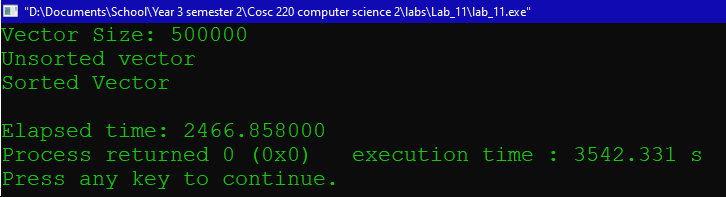 "D:\Documents\School\Year 3 semester 2\Cosc 220 computer science 2\labs\Lab_11\lab_11.exe"
Vector Size: 500000
Unsorted vector
Sorted Vector
Elapsed time: 2466.858000
Process returned 0 (0x0)   execution time : 3542.331 s
Press any key to continue.